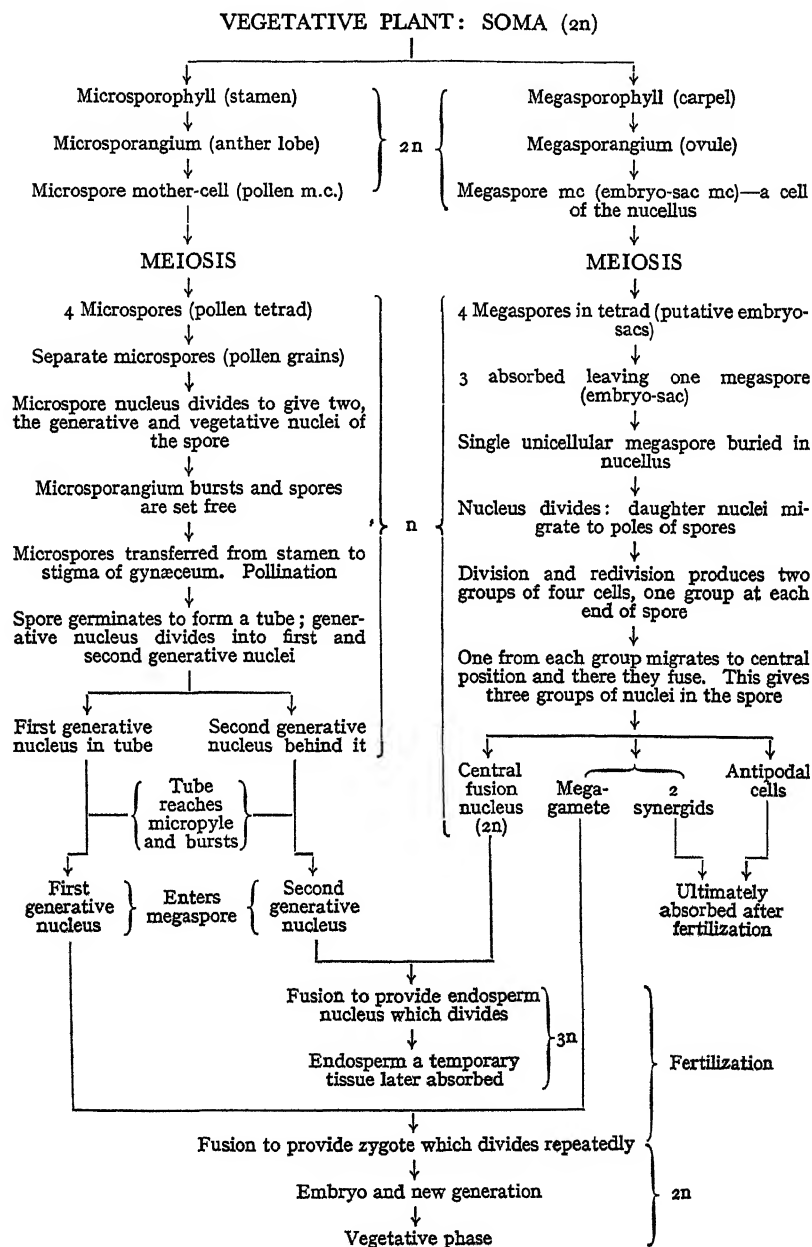 VEGETATIVE PLANT: SOMA (2n)
Microsporophyll (stamen)
Microsporangium (anther lobe)
Microspore mother-cell (pollen m.c.)
2n
Megasporophyll (carpel)
Megasporangium (ovule)
Megaspore mc (embryo-sac mc)—a cell
of the nucellus
MEIOSIS
MEIOSIS
4 Microspores (pollen tetrad)
Separate microspores (pollen grains)
Microspore nucleus divides to give two,
the generative and vegetative nuclei of
the spore
Microsporangium bursts and spores
are set free
Microspores transferred from stamen to
stigma of gynæceum. Pollination
Spore germinates to form a tube; gener-
ative nucleus divides into first and
second generative nuclei
First generative
nucleus in tube
Second generative
nucleus behind it
n
4 Megaspores in tetrad (putative embryo-
sacs)
3 absorbed leaving one megaspore
(embryo-sac)
Single unicellular megaspore buried in
nucellus
Nucleus divides: daughter nuclei mi-
grate to poles of spores
Division and redivision produces two
groups of four cells, one group at each
end of spore
One from each group migrates to central
position and there they fuse. This gives
three groups of nuclei in the spore
Central
fusion
nucleus
(2n)
Mega-
gamete
2
synergids
Antipodal
cells
Tube
reaches
micropyle
and bursts
First
generative
nucleus
Enters
megaspore
Second
generative
nucleus
Ultimately
absorbed after
fertilization
Fusion to provide endosperm
nucleus which divides
Endosperm a temporary
tissue later absorbed
3n
Fertilization
Fusion to provide zygote which divides repeatedly
Embryo and new generation
Vegetative phase
2n